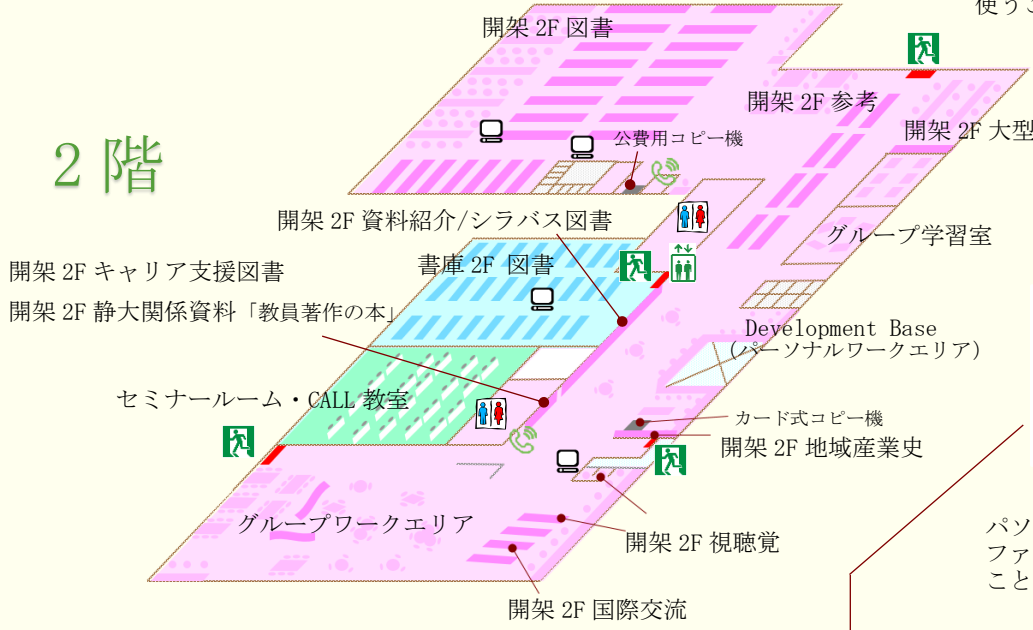 使うこ
開架 2F 図書
開架 2F 参考
開架 2F 大型
2 階
公費用コピー機
開架 2F 資料紹介/シラバス図書
グループ学習室
開架 2F キャリア支援図書
書庫 2F 図書
開架 2F 静大関係資料「教員著作の本」
Development Base
(パーソナルワークエリア)
セミナールーム・CALL 教室
カード式コピー機
開架 2F 地域産業史
グループワークエリア
開架 2F 視聴覚
開架 2F 国際交流
パソ
ファ
こと